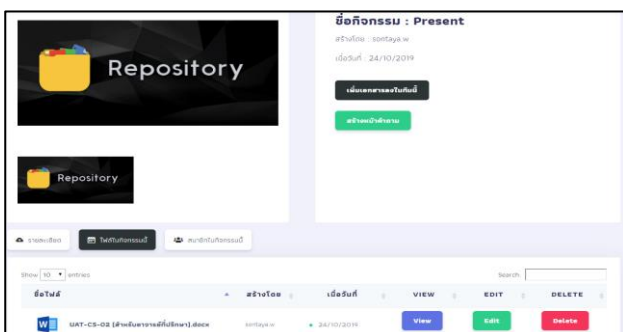 Repository
ชื่อกิจกรรม : Present
สร้างโดย : sontaya.w
เมื่อวันที่ : 24/10/2019
เพิ่มเอกสารลงในทีมนี้
สร้างหน้าคำถาม
Repository
รายละเอียด ไฟล์ในกิจกรรมนี้ สมาชิกในกิจกรรมนี้
Show 10 entries Search:
ชื่อไฟล์ สร้างโดย เมื่อวันที่ VIEW EDIT DELETE
UAT-CS-02 (สำหรับอาจารย์ที่ปรึกษา).docx sontaya.w 24/10/2019 View Edit Delete